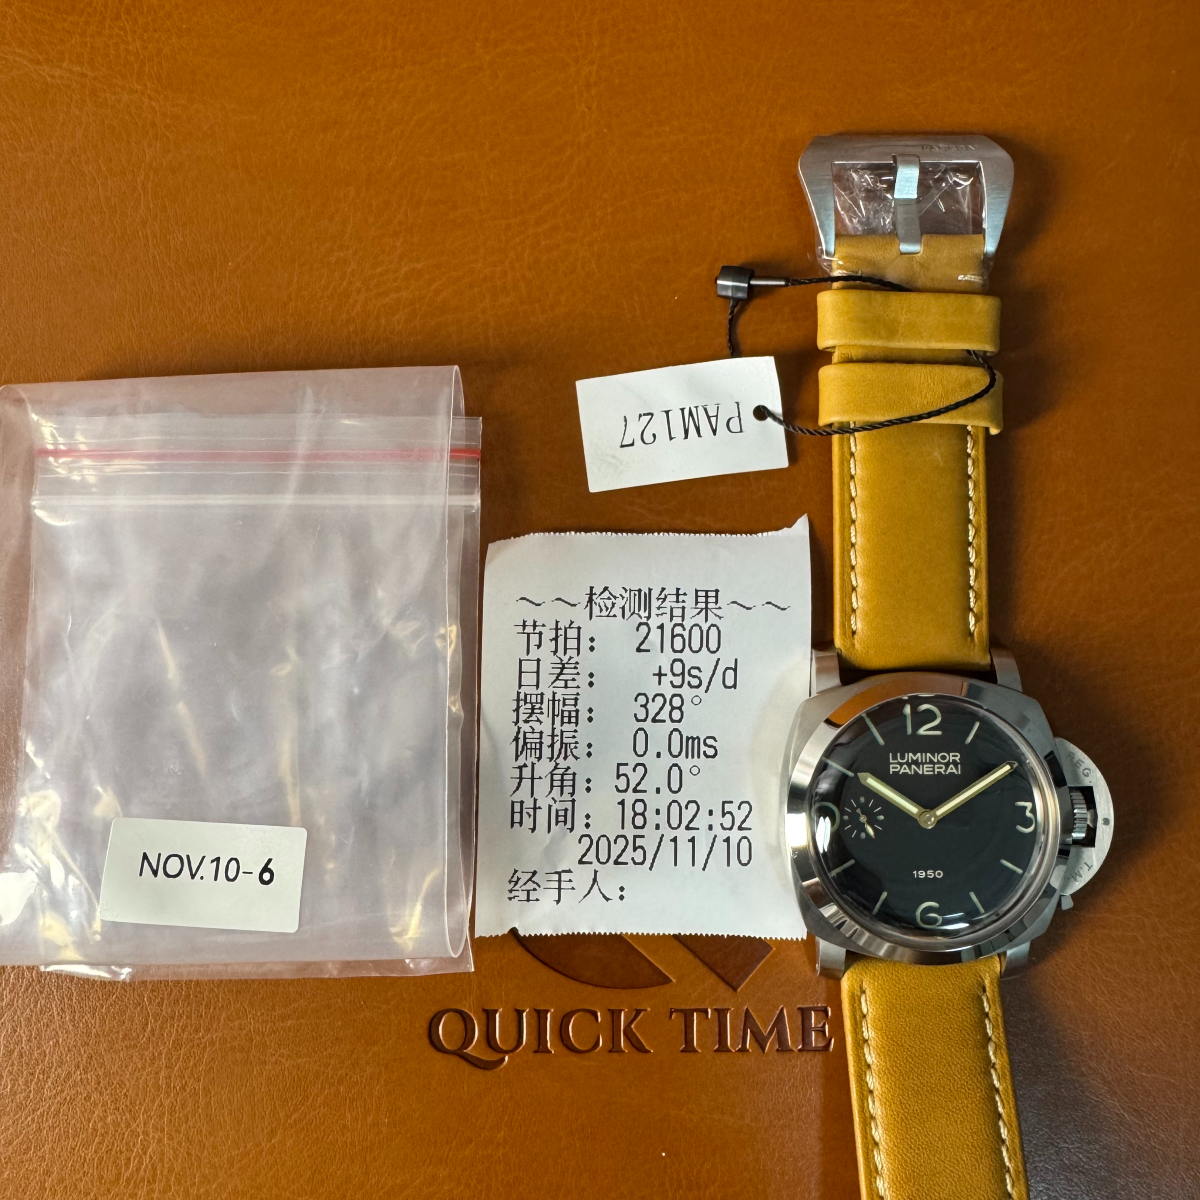 PAM127
~~检测结果~~
节拍: 21600
日差: +9s/d
摆幅: 328°
偏振: 0.0ms
升角: 52.0°
时间: 18:02:52
2025/11/10
经手人:
NOV.10-6
12
LUMINOR
PANERAI
3
1950
6
REG.
T.M.
QUICK TIME